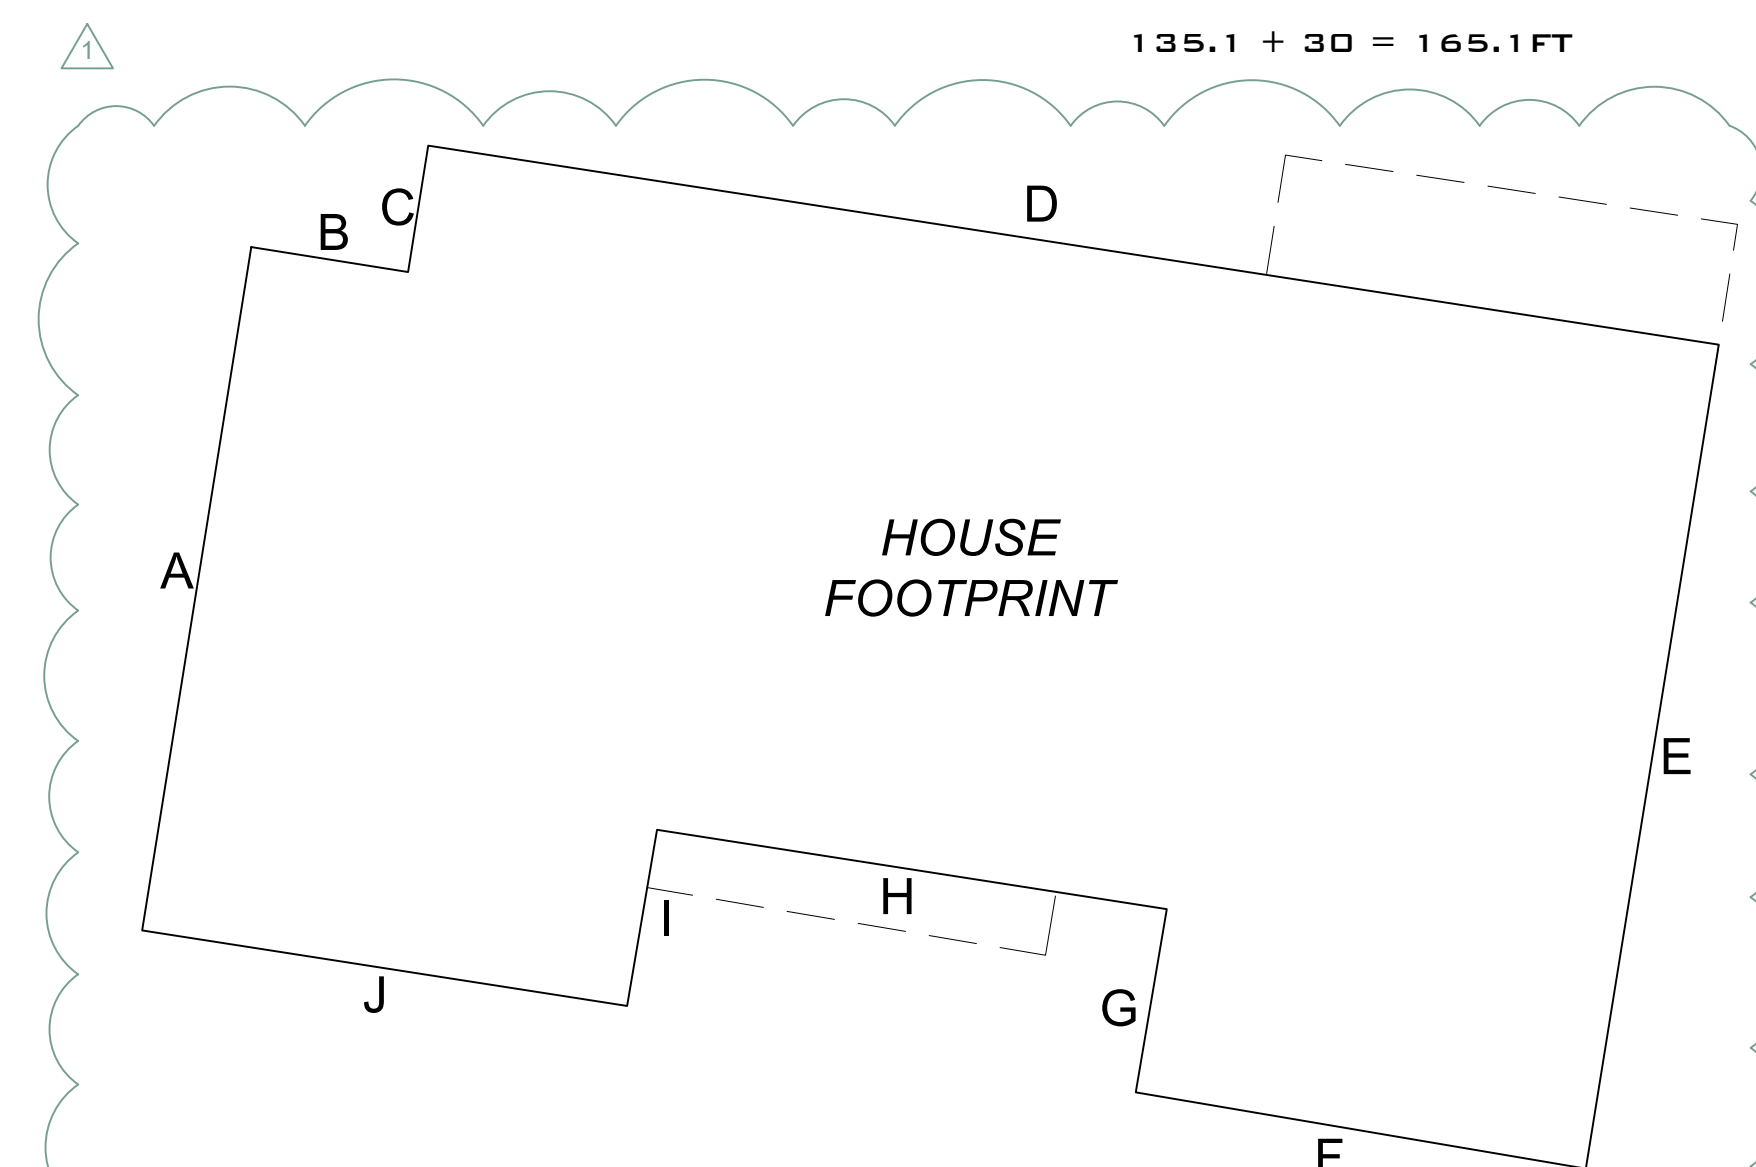 1
135.1 + 30 = 165.1FT
C
B
D
HOUSE
FOOTPRINT
A
E
H
I
J
G
F